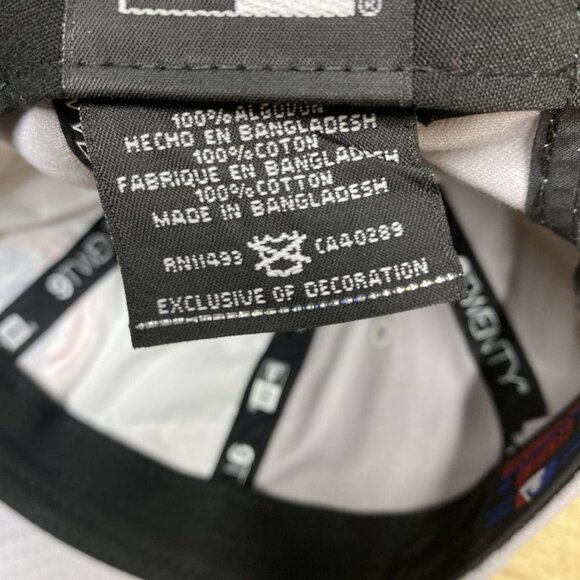 ®
100% ALGODON
HECHO EN BANGLADESH
100% COTON
FABRIQUE EN BANGLADESH
100% COTTON
MADE IN BANGLADESH
RN11493 CA40289
EXCLUSIVE OF DECORATION
9TWENTY